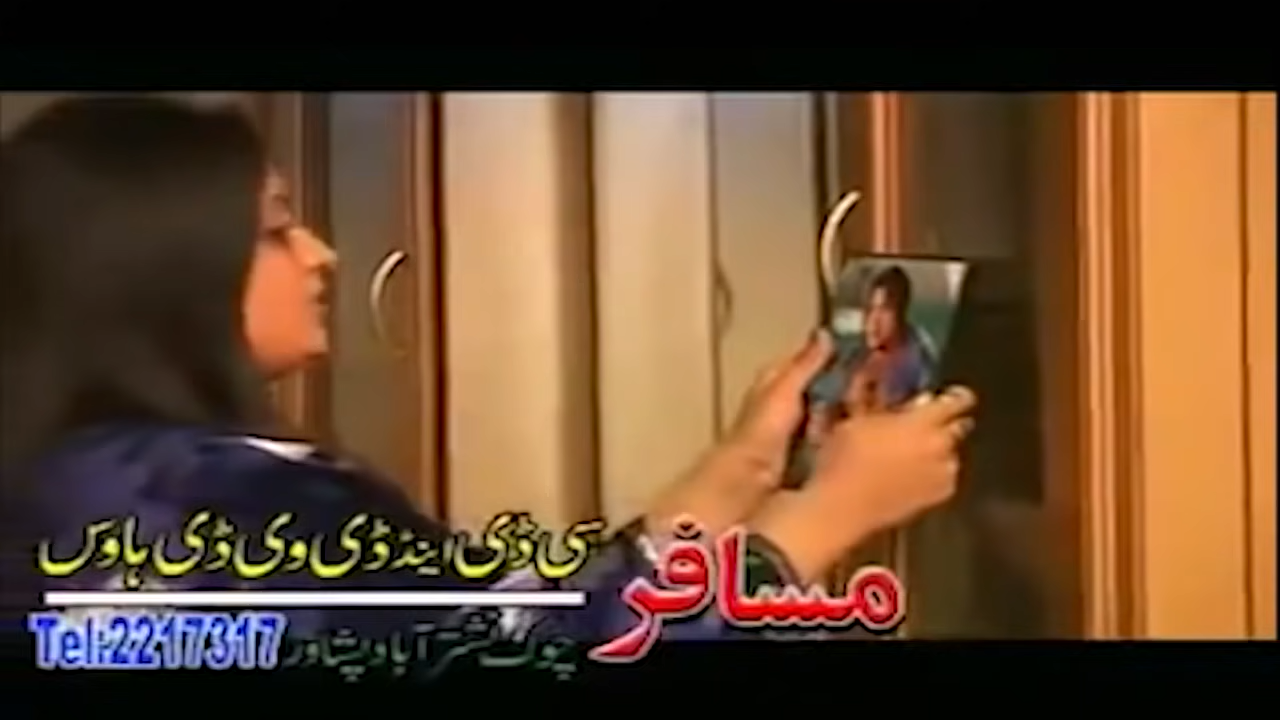 مسافر
سی ڈی اینڈ ڈی وی ڈی ہاؤس
چوک نشتر آباد پشاور
Tel:2217317